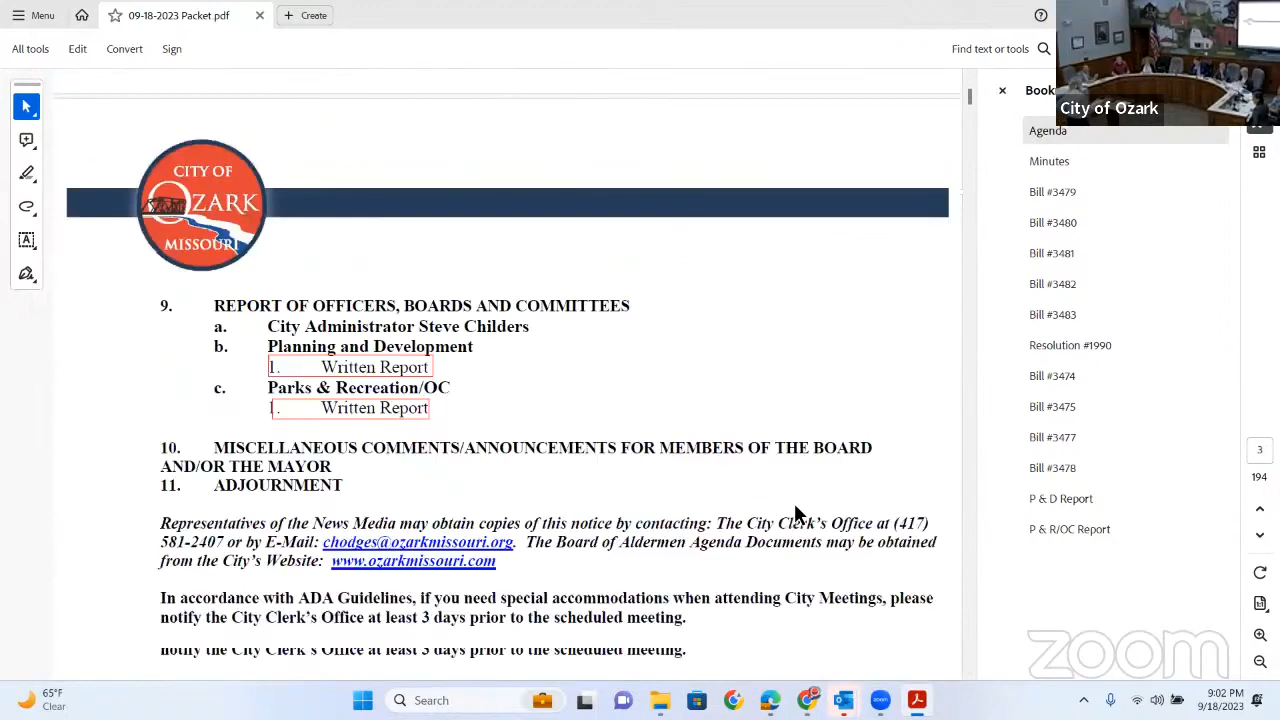 Menu
09-18-2023 Packet.pdf
Create
All tools
Edit
Convert
Sign
Find text or tools
Book
City of Ozark
Agenda
Minutes
Bill #3479
Bill #3480
Bill #3481
Bill #3482
Bill #3483
Resolution #1990
Bill #3474
Bill #3475
Bill #3477
Bill #3478
P & D Report
P & R/OC Report
3
194
CITY OF
OZARK
MISSOURI
9. REPORT OF OFFICERS, BOARDS AND COMMITTEES
a. City Administrator Steve Childers
b. Planning and Development
1. Written Report
c. Parks & Recreation/OC
1. Written Report
10. MISCELLANEOUS COMMENTS/ANNOUNCEMENTS FOR MEMBERS OF THE BOARD
AND/OR THE MAYOR
11. ADJOURNMENT
Representatives of the News Media may obtain copies of this notice by contacting: The City Clerk's Office at (417)
581-2407 or by E-Mail: chodges@ozarkmissouri.org. The Board of Aldermen Agenda Documents may be obtained
from the City's Website: www.ozarkmissouri.com
In accordance with ADA Guidelines, if you need special accommodations when attending City Meetings, please
notify the City Clerk's Office at least 3 days prior to the scheduled meeting.
notify the City Clerk's Office at least 3 days prior to the scheduled meeting.
zoom
65°F
Clear
Search
9:02 PM
9/18/2023